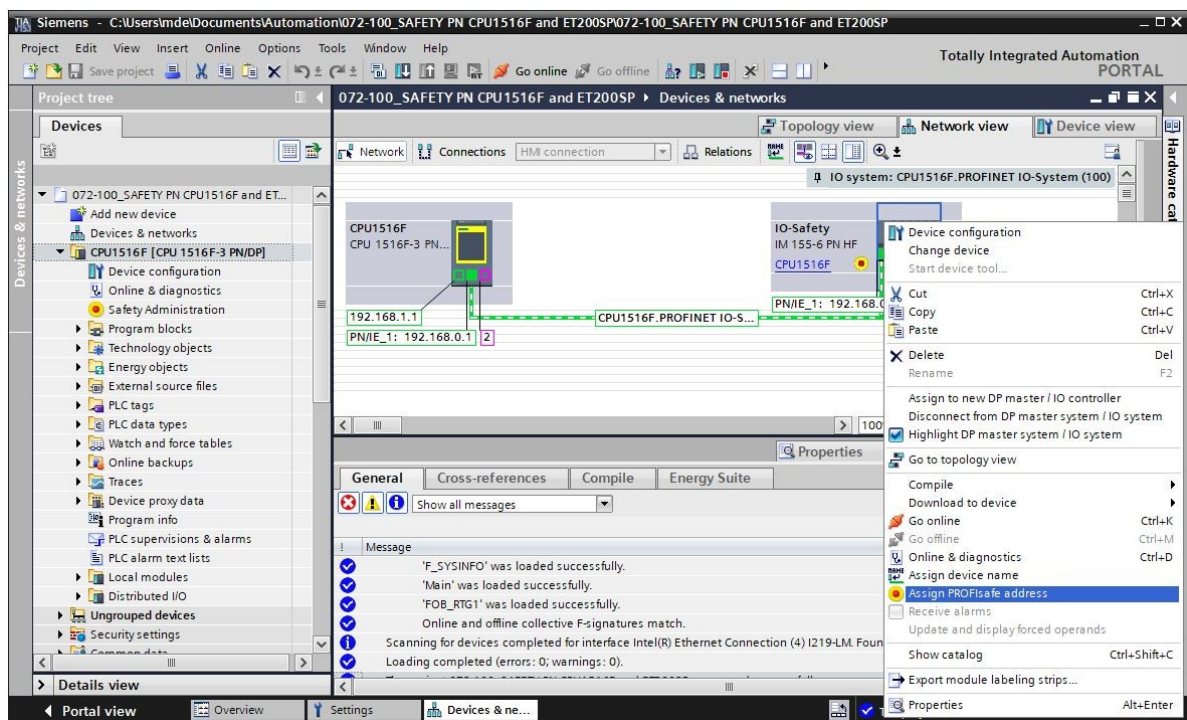 Siemens - C:\Users\mde\Documents\Automation\072-100_SAFETY PN CPU1516F and ET200SP\072-100_SAFETY PN CPU1516F and ET200SP
Project Edit View Insert Online Options Tools Window Help
Totally Integrated Automation
PORTAL
Save project Go online Go offline
Project tree
072-100_SAFETY PN CPU1516F and ET200SP Devices & networks
Devices
Topology view Network view Device view
Network Connections HMI connection Relations
IO system: CPU1516F.PROFINET IO-System (100)
Devices & networks
Hardware ca
072-100_SAFETY PN CPU1516F and ET...
Add new device
Devices & networks
CPU1516F [CPU 1516F-3 PN/DP]
Device configuration
Online & diagnostics
Safety Administration
Program blocks
Technology objects
Energy objects
External source files
PLC tags
PLC data types
Watch and force tables
Online backups
Traces
Device proxy data
Program info
PLC supervisions & alarms
PLC alarm text lists
Local modules
Distributed I/O
Ungrouped devices
Security settings
Common data
Details view
CPU1516F
CPU 1516F-3 PN...
IO-Safety
IM 155-6 PN HF
CPU1516F
192.168.1.1
PN/IE_1: 192.168.0.1
2
CPU1516F.PROFINET IO-S...
PN/IE_1: 192.168.0
100
Properties
General Cross-references Compile Energy Suite
Show all messages
! Message
'F_SYSINFO' was loaded successfully.
'Main' was loaded successfully.
'FOB_RTG1' was loaded successfully.
Online and offline collective F-signatures match.
Scanning for devices completed for interface Intel(R) Ethernet Connection (4) I219-LM. Foun
Loading completed (errors: 0; warnings: 0).
Device configuration
Change device
Start device tool...
Cut Ctrl+X
Copy Ctrl+C
Paste Ctrl+V
Delete Del
Rename F2
Assign to new DP master / IO controller
Disconnect from DP master system / IO system
Highlight DP master system / IO system
Go to topology view
Compile
Download to device
Go online Ctrl+K
Go offline Ctrl+M
Online & diagnostics Ctrl+D
Assign device name
Assign PROFIsafe address
Receive alarms
Update and display forced operands
Show catalog Ctrl+Shift+C
Export module labeling strips...
Properties Alt+Enter
Portal view Overview Settings Devices & ne...